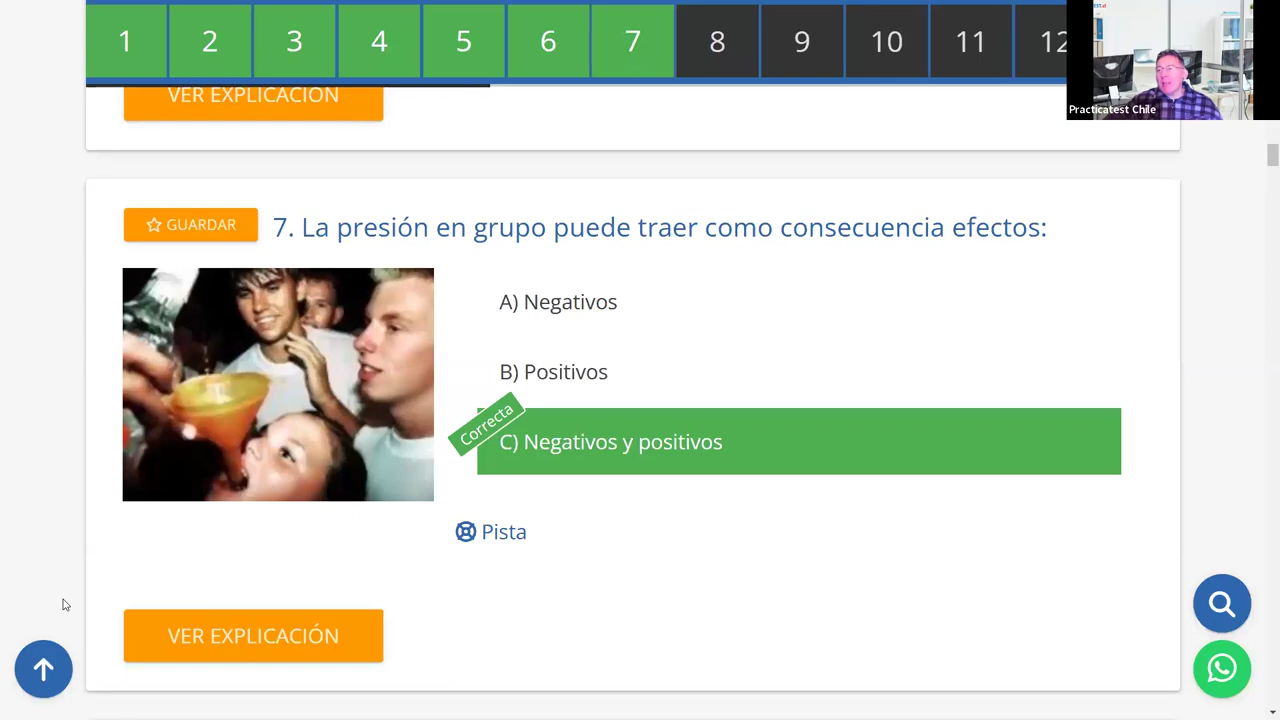 1 2 3 4 5 6 7 8 9 10 11 12
Practicatest Chile
VER EXPLICACIÓN
GUARDAR
7. La presión en grupo puede traer como consecuencia efectos:
A) Negativos
B) Positivos
Correcta
C) Negativos y positivos
Pista
VER EXPLICACIÓN